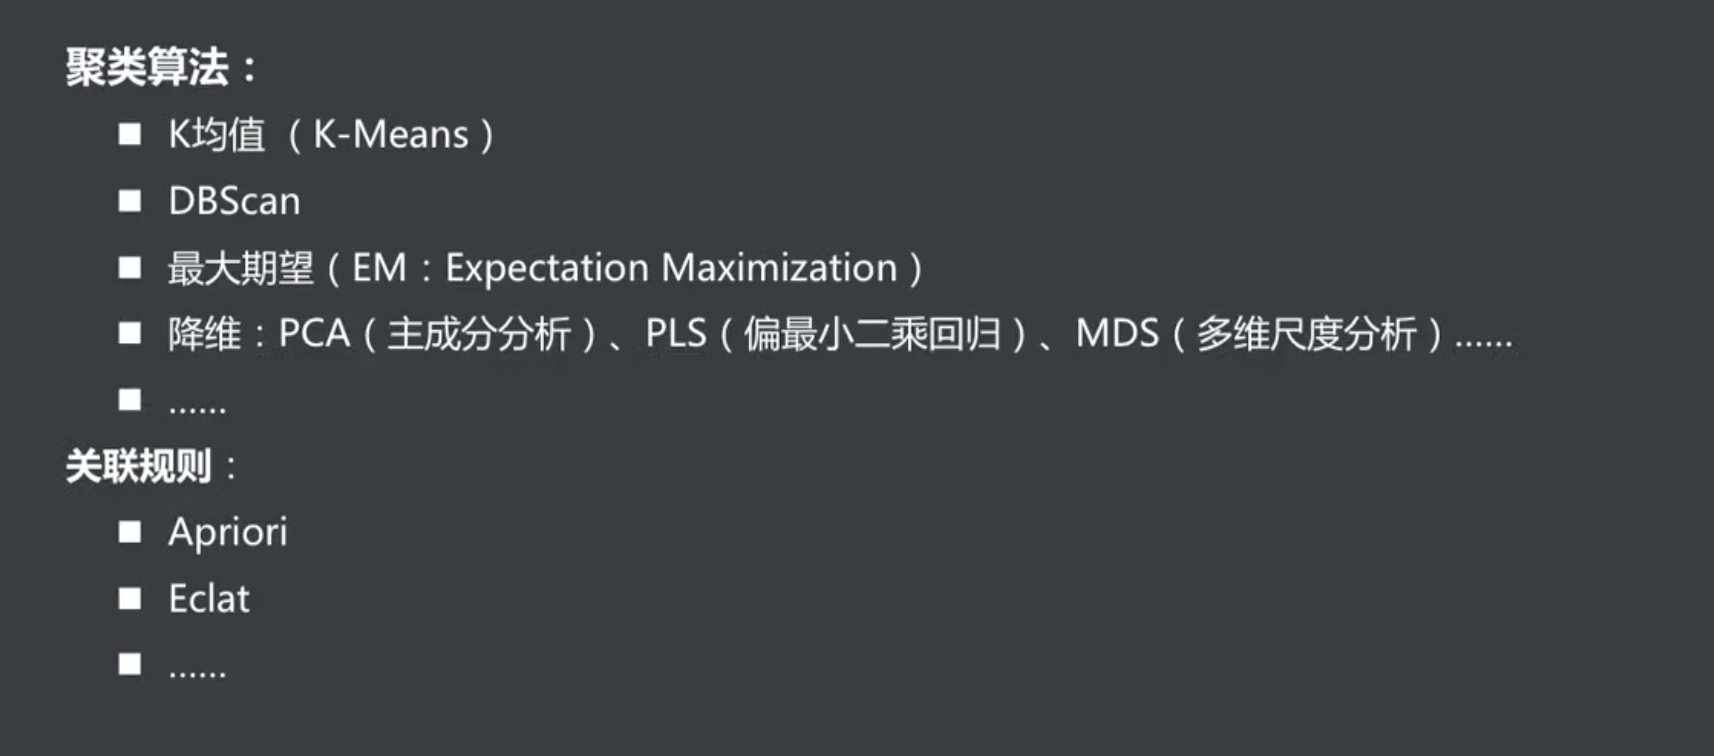 聚类算法：
■ K均值（K-Means）
■ DBScan
■ 最大期望（EM：Expectation Maximization）
■ 降维：PCA（主成分分析）、PLS（偏最小二乘回归）、MDS（多维尺度分析）……
■ ……
关联规则：
■ Apriori
■ Eclat
■ ……